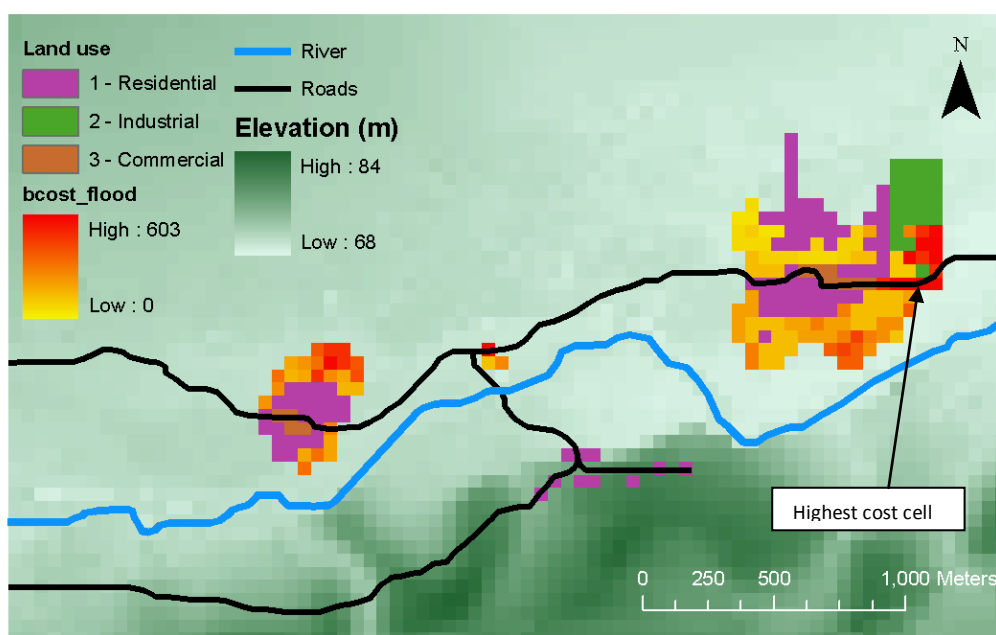 Land use
1 - Residential
2 - Industrial
3 - Commercial
bcost_flood
High : 603
Low : 0
River
Roads
Elevation (m)
High : 84
Low : 68
N
Highest cost cell
0 250 500 1,000 Meters